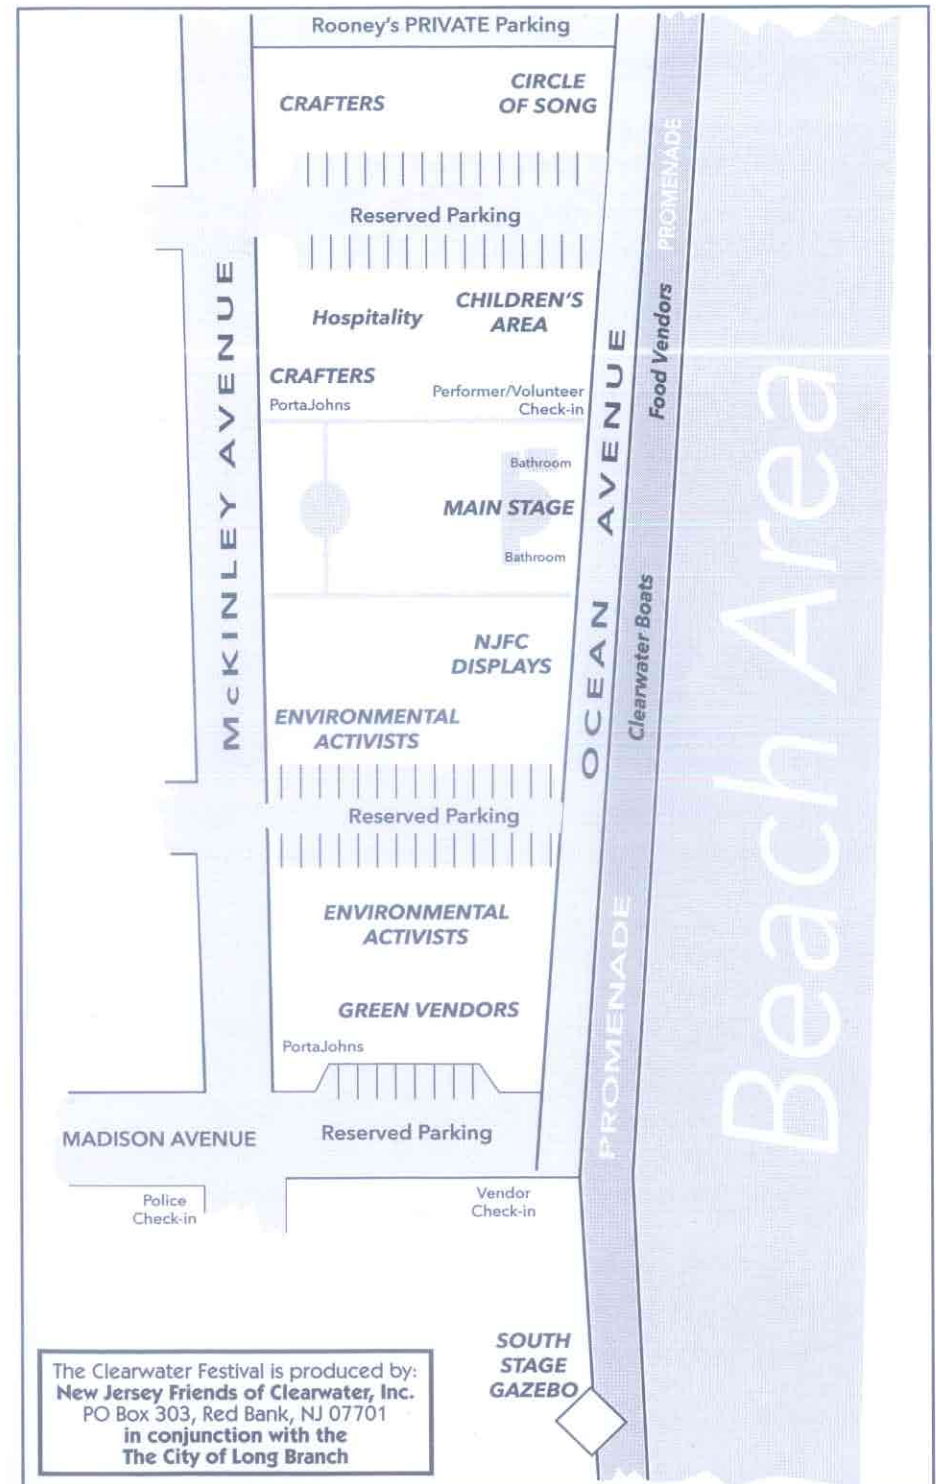 Rooney's PRIVATE Parking
CRAFTERS
CIRCLE
OF SONG
Reserved Parking
PROMENADE
Hospitality
CHILDREN'S
AREA
CRAFTERS
PortaJohns
Performer/Volunteer
Check-in
Food Vendors
McKINLEY AVENUE
Bathroom
MAIN STAGE
Bathroom
OCEAN AVENUE
Beach Area
NJFC
DISPLAYS
Clearwater Boats
ENVIRONMENTAL
ACTIVISTS
Reserved Parking
ENVIRONMENTAL
ACTIVISTS
PROMENADE
GREEN VENDORS
PortaJohns
MADISON AVENUE
Reserved Parking
Police
Check-in
Vendor
Check-in
SOUTH
STAGE
GAZEBO
The Clearwater Festival is produced by:
New Jersey Friends of Clearwater, Inc.
PO Box 303, Red Bank, NJ 07701
in conjunction with the
The City of Long Branch